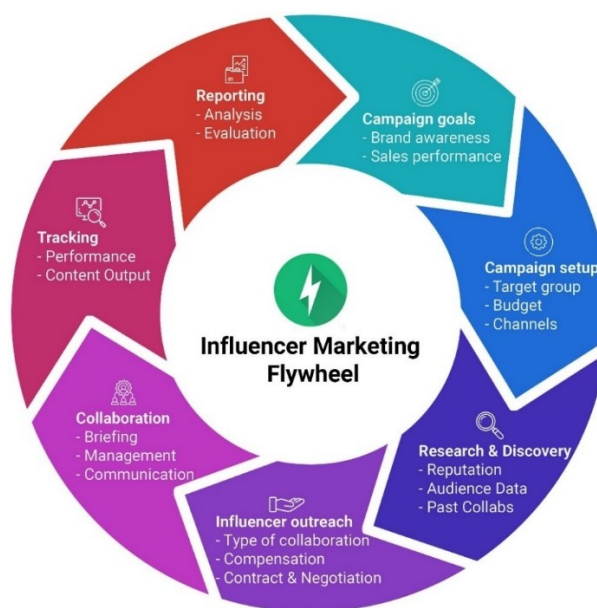 Reporting
- Analysis
- Evaluation
Campaign goals
- Brand awareness
- Sales performance
Campaign setup
- Target group
- Budget
- Channels
Research & Discovery
- Reputation
- Audience Data
- Past Collabs
Influencer outreach
- Type of collaboration
- Compensation
- Contract & Negotiation
Collaboration
- Briefing
- Management
- Communication
Tracking
- Performance
- Content Output
Influencer Marketing
Flywheel